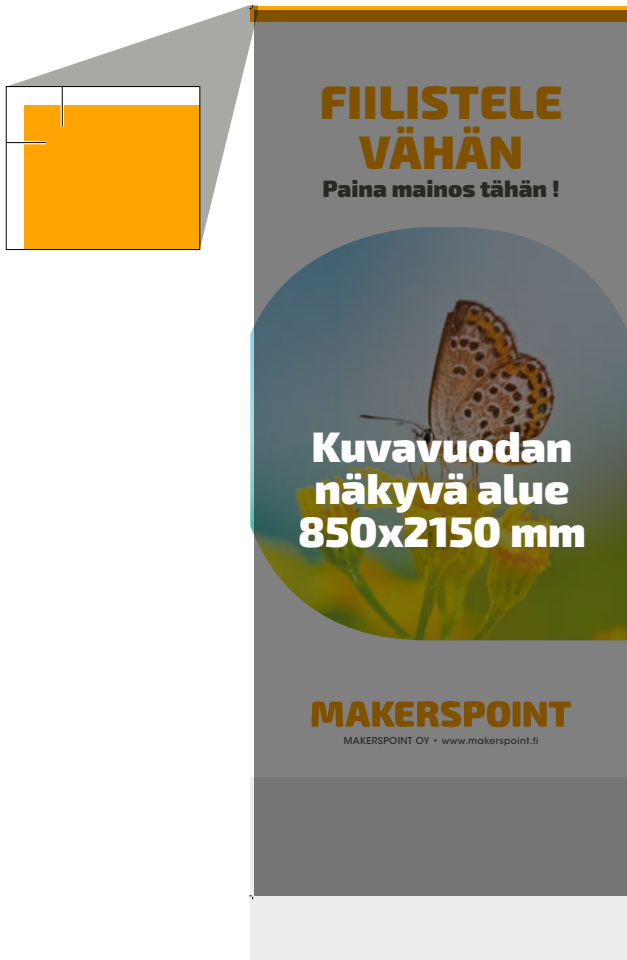 FIILISTELE
VÄHÄN
Paina mainos tähän !
Kuvavuodan
näkyvä alue
850x2150 mm
MAKERSPOINT
MAKERSPOINT OY • www.makerspoint.fi